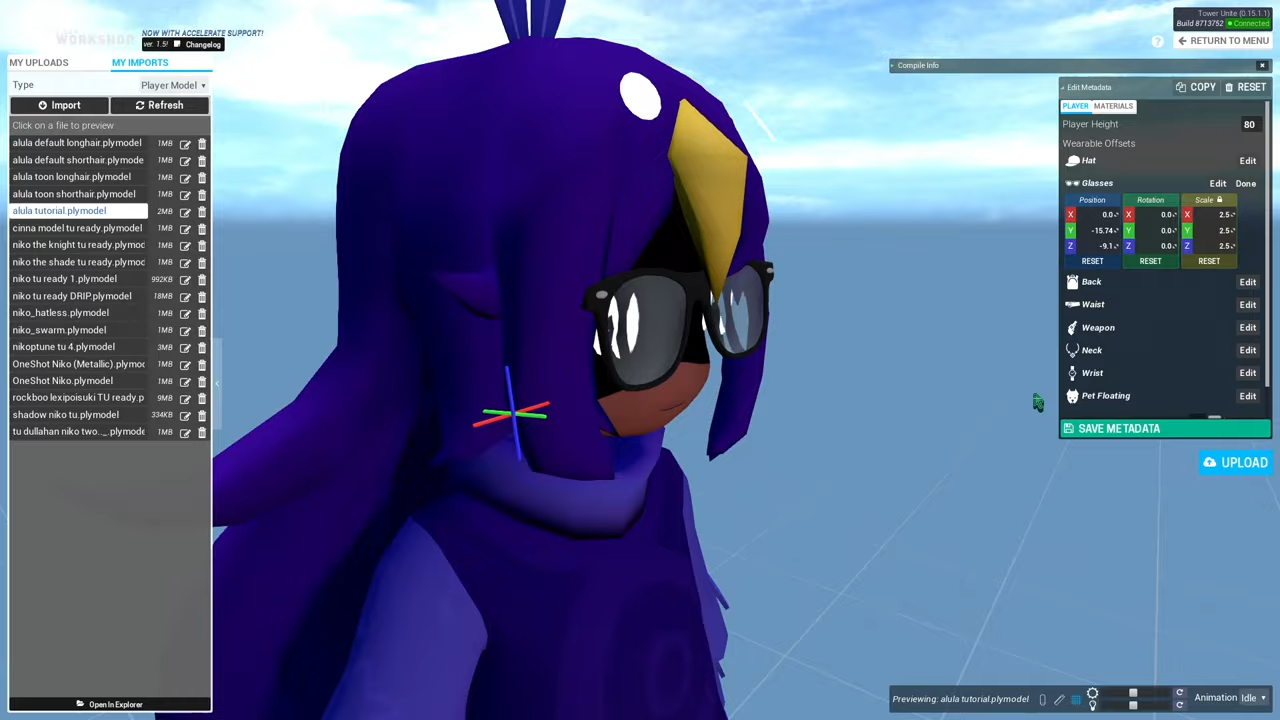 WORKSHOP
NOW WITH ACCELERATE SUPPORT!
ver. 1.5! Changelog
MY UPLOADS
MY IMPORTS
Type
Player Model
Import
Refresh
Click on a file to preview
alula default longhair.plymodel 1MB
alula default shorthair.plymode 1MB
alula toon longhair.plymodel 1MB
alula toon shorthair.plymodel 1MB
alula tutorial.plymodel 2MB
cinna model tu ready.plymodel 1MB
niko the knight tu ready.plymod 1MB
niko the shade tu ready.plymod 1MB
niko tu ready 1.plymodel 992KB
niko tu ready DRIP.plymodel 18MB
niko_hatless.plymodel 1MB
niko_swarm.plymodel 1MB
nikoptune tu 4.plymodel 3MB
OneShot Niko (Metallic).plymod 1MB
OneShot Niko.plymodel 1MB
rockboo lexipoisuki TU ready.p 9MB
shadow niko tu.plymodel 334KB
tu dullahan niko two.._.plymode 1MB
Open In Explorer
Tower Unite (0.15.1.1)
Build 8713752 Connected
? RETURN TO MENU
Compile Info
Edit Metadata COPY RESET
PLAYER MATERIALS
Player Height 80
Wearable Offsets
Hat Edit
Glasses Edit Done
Position Rotation Scale
X 0.0 X 0.0 X 2.5
Y -15.74 Y 0.0 Y 2.5
Z -9.1 Z 0.0 Z 2.5
RESET RESET RESET
Back Edit
Waist Edit
Weapon Edit
Neck Edit
Wrist Edit
Pet Floating Edit
SAVE METADATA
UPLOAD
Previewing: alula tutorial.plymodel
Animation Idle